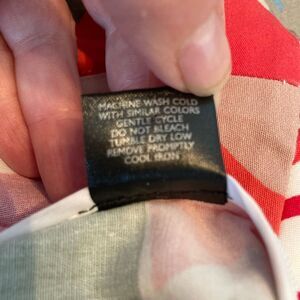 MACHINE WASH COLD
WITH SIMILAR COLORS
GENTLE CYCLE
DO NOT BLEACH
TUMBLE DRY LOW
REMOVE PROMPTLY
COOL IRON